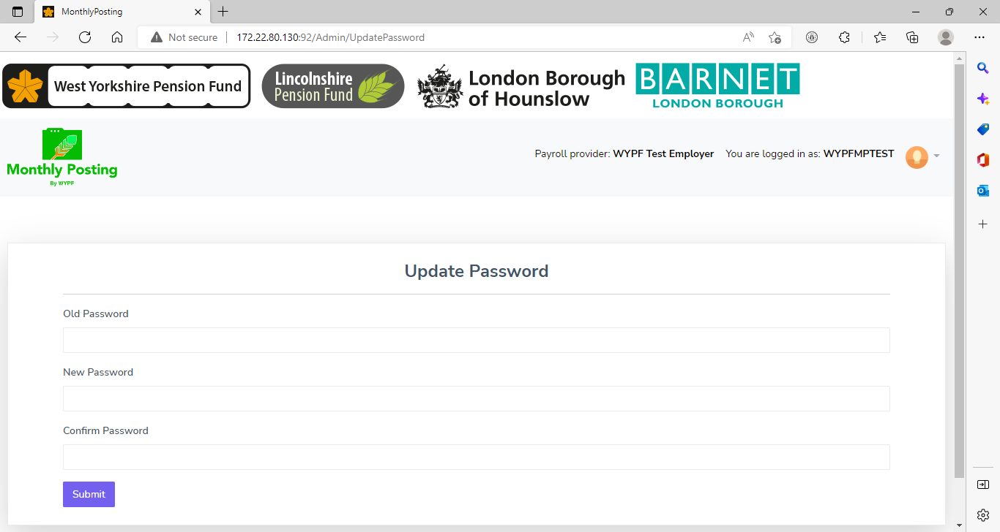 MonthlyPosting
Not secure 172.22.80.130:92/Admin/UpdatePassword
West Yorkshire Pension Fund
Lincolnshire
Pension Fund
London Borough
of Hounslow
BARNET
LONDON BOROUGH
Monthly Posting
By WYPF
Payroll provider: WYPF Test Employer You are logged in as: WYPFMPTEST
Update Password
Old Password
New Password
Confirm Password
Submit